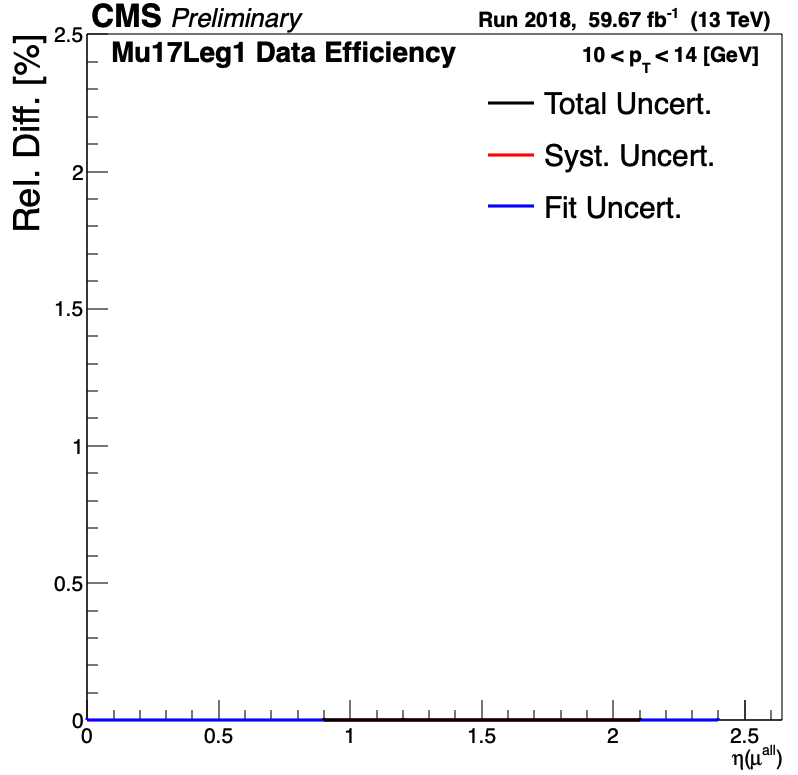 CMS Preliminary Run 2018, 59.67 fb⁻¹ (13 TeV)
Mu17Leg1 Data Efficiency 10 < p_T < 14 [GeV]
Total Uncert.
Syst. Uncert.
Fit Uncert.
Rel. Diff. [%]
2.5
2
1.5
1
0.5
0
0 0.5 1 1.5 2 2.5
η(μ^all)